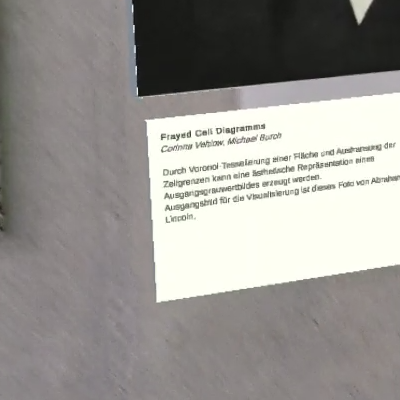 Frayed Cell Diagramms
Corinna Vehlow, Michael Burch
Durch Voronoi-Tesselierung einer Fläche und Ausfransung der
Zellgrenzen kann eine ästhetische Repräsentation eines
Ausgangsgrauwertbildes erzeugt werden.
Ausgangsbild für die Visualisierung ist dieses Foto von Abraham
Lincoln.